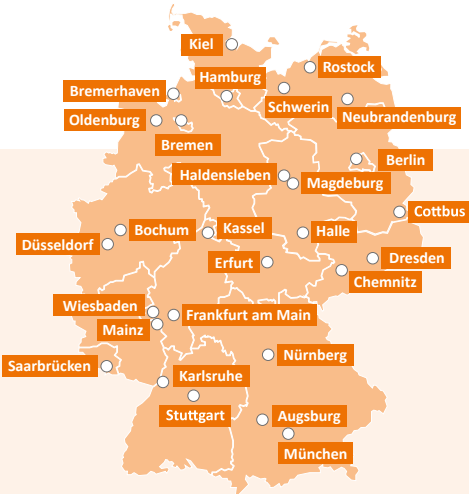 Kiel
Rostock
Hamburg
Bremerhaven
Schwerin
Oldenburg
Neubrandenburg
Bremen
Berlin
Haldensleben
Magdeburg
Cottbus
Bochum
Kassel
Halle
Düsseldorf
Dresden
Erfurt
Chemnitz
Wiesbaden
Frankfurt am Main
Mainz
Nürnberg
Saarbrücken
Karlsruhe
Stuttgart
Augsburg
München